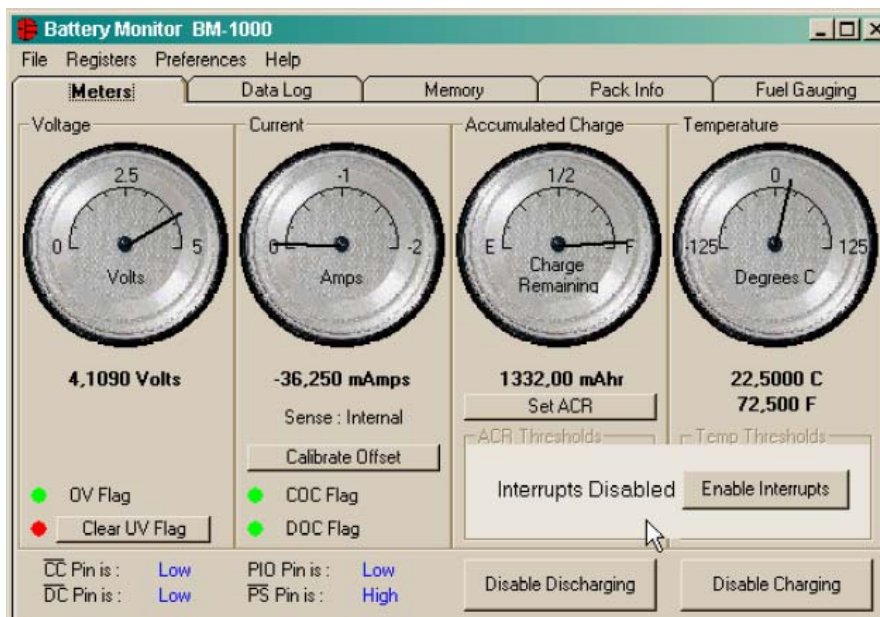 Battery Monitor BM-1000
File Registers Preferences Help
Meters Data Log Memory Pack Info Fuel Gauging
Voltage
2.5
0 5
Volts
4,1090 Volts
OV Flag
Clear UV Flag
Current
-1
0 -2
Amps
-36,250 mAmps
Sense : Internal
Calibrate Offset
COC Flag
DOC Flag
Accumulated Charge
1/2
E F
Charge
Remaining
1332,00 mAhr
Set ACR
ACR Thresholds
Temperature
0
-125 125
Degrees C
22,5000 C
72,500 F
Temp Thresholds
Interrupts Disabled Enable Interrupts
CC Pin is : Low
DC Pin is : Low
PIO Pin is : Low
PS Pin is : High
Disable Discharging
Disable Charging